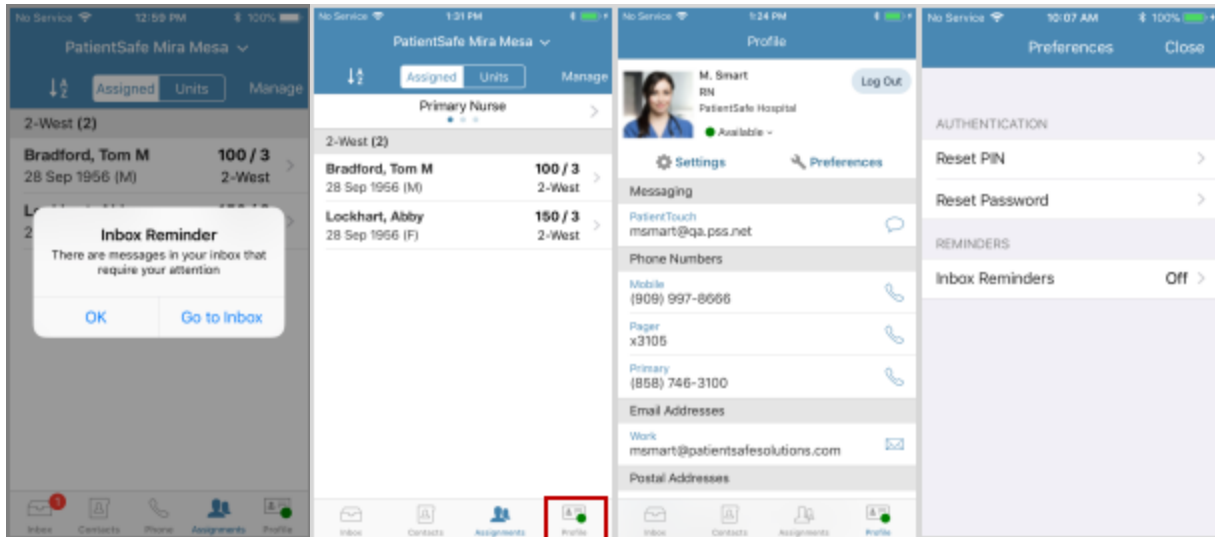 No Service 12:59 PM 100%
PatientSafe Mira Mesa
Assigned Units Manage
2-West (2)
Bradford, Tom M 100 / 3
28 Sep 1956 (M) 2-West
Inbox Reminder
There are messages in your inbox that
require your attention
OK Go to Inbox
1
Inbox Contacts Phone Assignments Profile
No Service 1:31 PM
PatientSafe Mira Mesa
Assigned Units Manage
Primary Nurse
2-West (2)
Bradford, Tom M 100 / 3
28 Sep 1956 (M) 2-West
Lockhart, Abby 150 / 3
28 Sep 1956 (F) 2-West
Inbox Contacts Assignments Profile
No Service 1:24 PM
Profile
M. Smart Log Out
RN
PatientSafe Hospital
Available
Settings Preferences
Messaging
PatientTouch
msmart@qa.pss.net
Phone Numbers
Mobile
(909) 997-8666
Pager
x3105
Primary
(858) 746-3100
Email Addresses
Work
msmart@patientsafesolutions.com
Postal Addresses
Inbox Contacts Assignments Profile
No Service 10:07 AM 100%
Preferences Close
AUTHENTICATION
Reset PIN
Reset Password
REMINDERS
Inbox Reminders Off